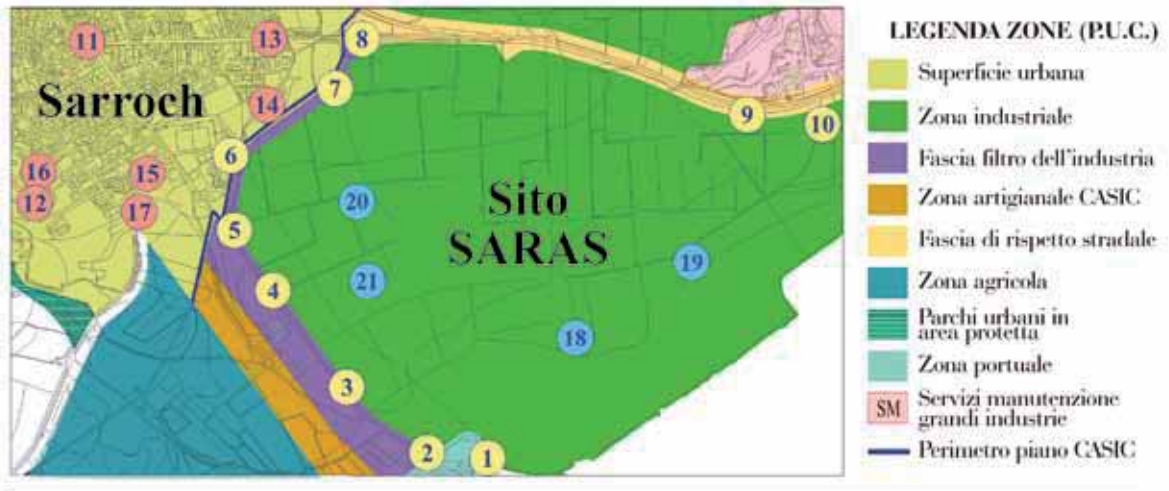 11
13
8
Sarroch
14
7
9
10
6
16
15
12
17
20
Sito
SARAS
5
19
4
21
18
3
2
1
LEGENDA ZONE (P.U.C.)
Superficie urbana
Zona industriale
Fascia filtro dell'industria
Zona artigianale CASIC
Fascia di rispetto stradale
Zona agricola
Parchi urbani in
area protetta
Zona portuale
SM Servizi manutenzione
grandi industrie
Perimetro piano CASIC